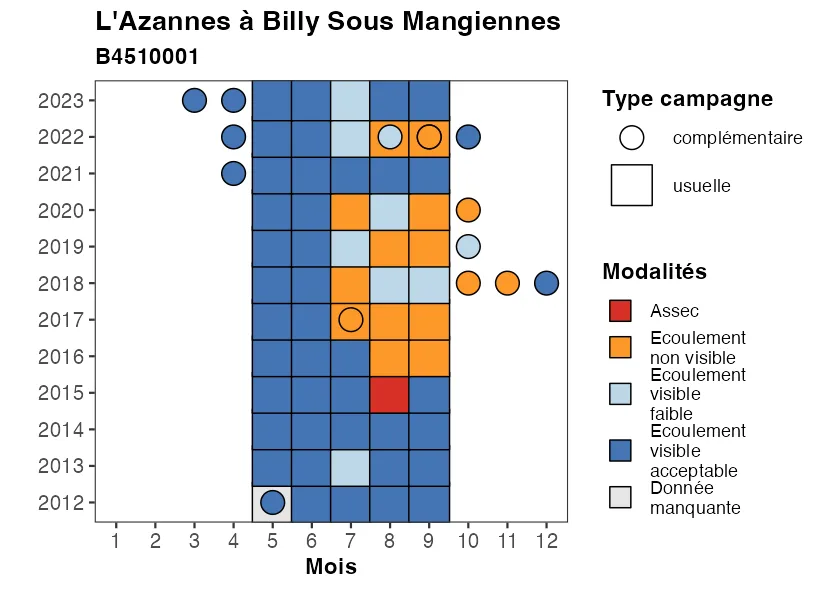 L'Azannes à Billy Sous Mangiennes
B4510001
2023
2022
2021
2020
2019
2018
2017
2016
2015
2014
2013
2012
1 2 3 4 5 6 7 8 9 10 11 12
Mois
Type campagne
complémentaire
usuelle
Modalités
Assec
Ecoulement
non visible
Ecoulement
visible
faible
Ecoulement
visible
acceptable
Donnée
manquante